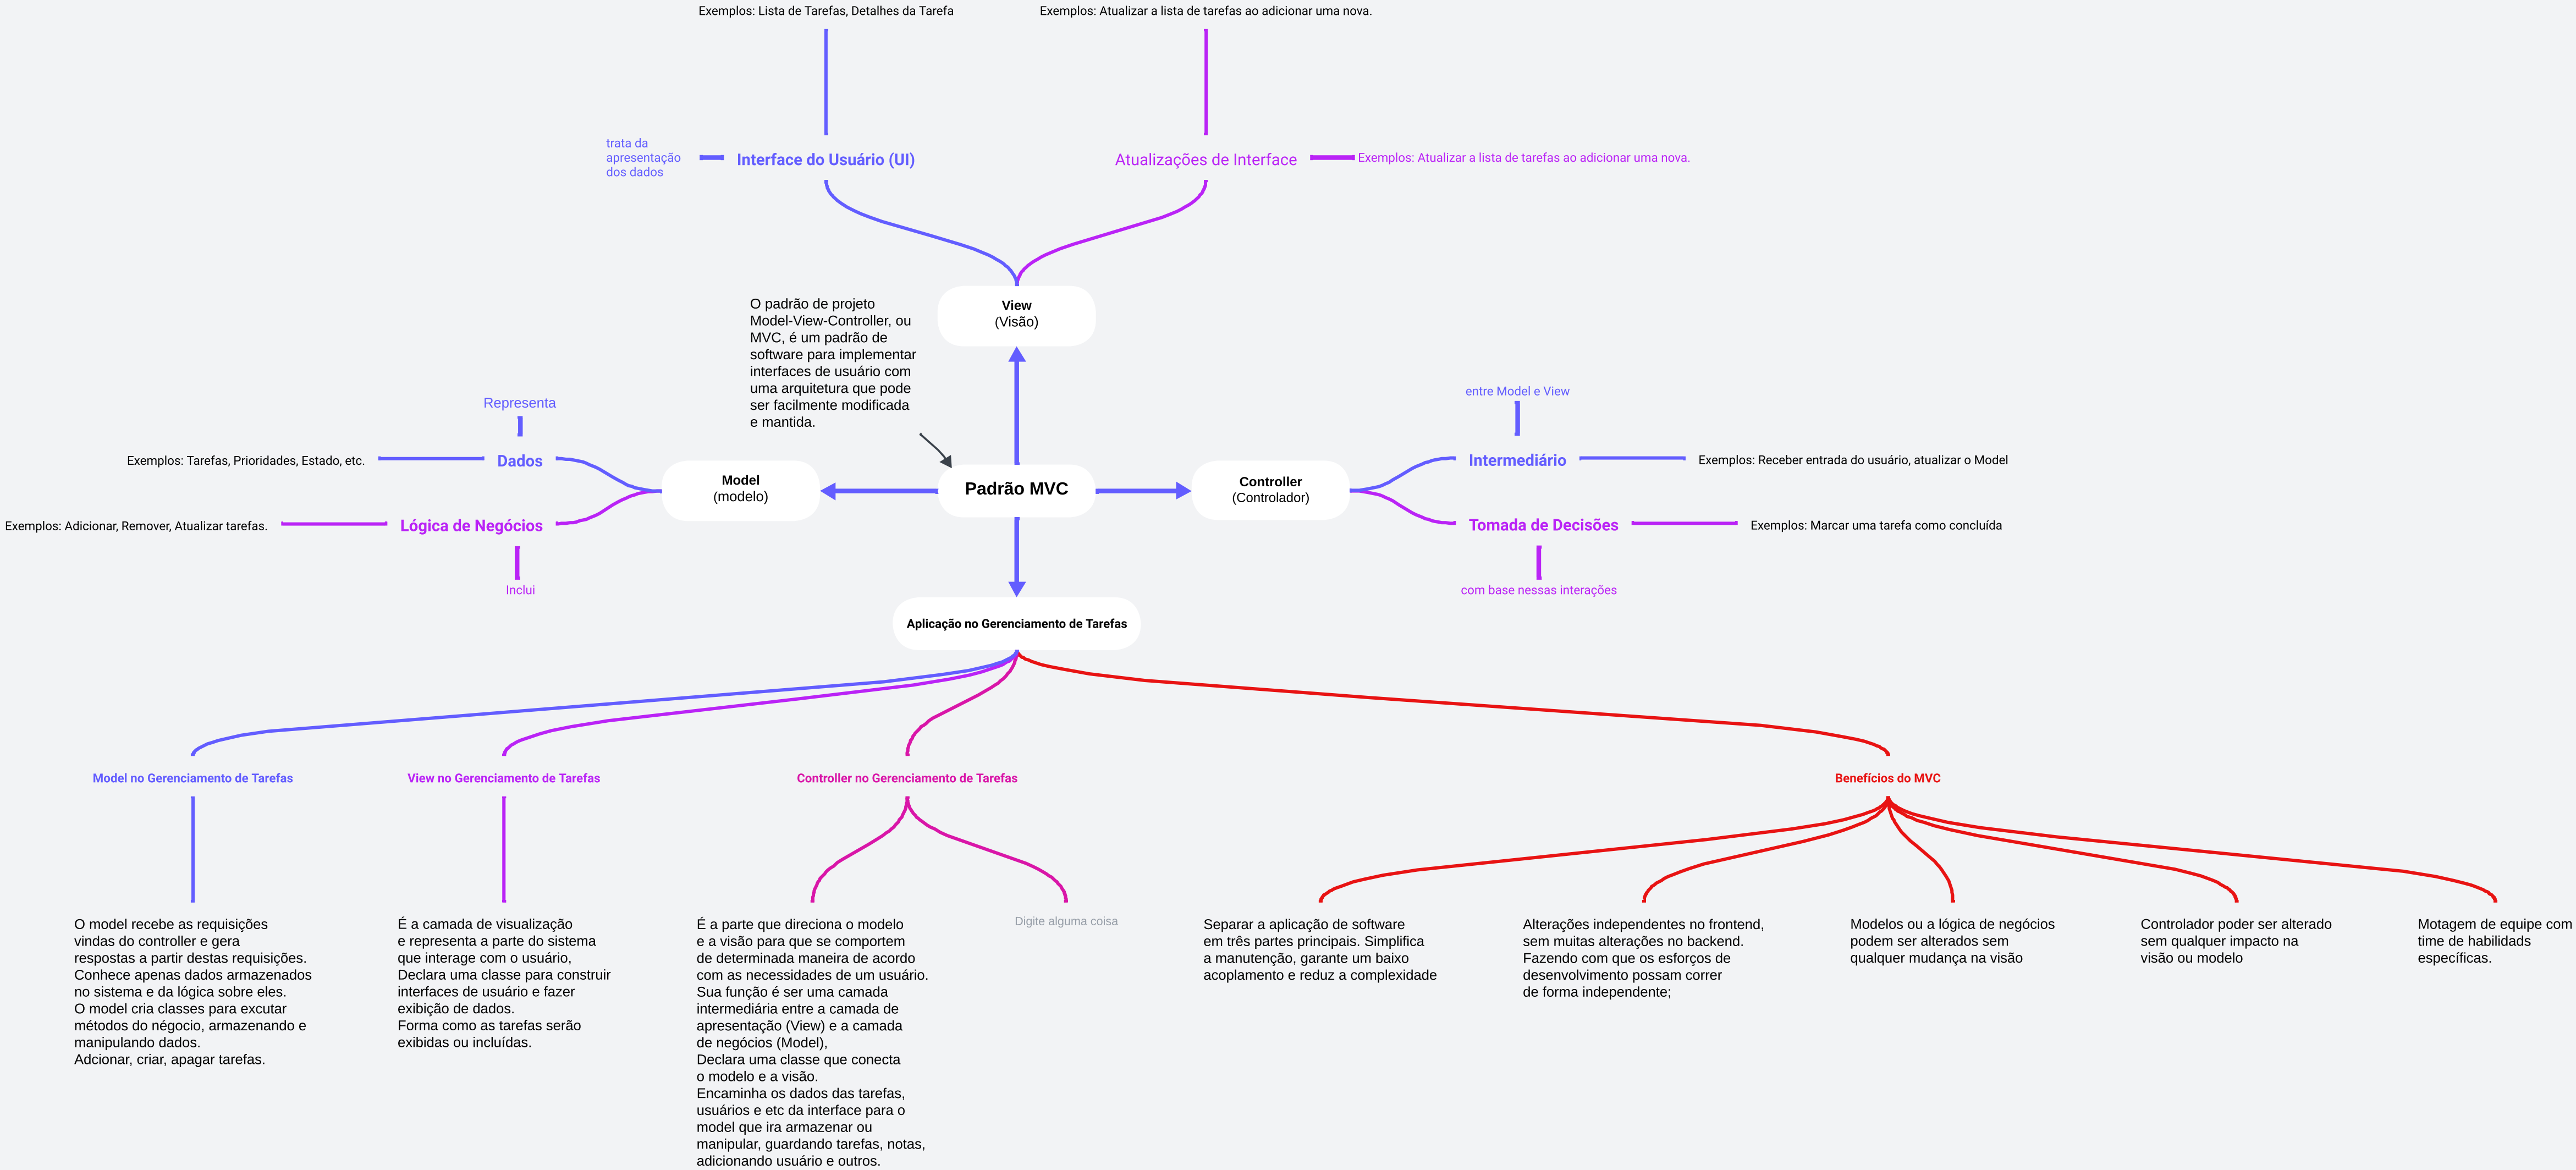 Exemplos: Lista de Tarefas, Detalhes da Tarefa
Exemplos: Atualizar a lista de tarefas ao adicionar uma nova.
trata da
apresentação
dos dados
Interface do Usuário (UI)
Atualizações de Interface
Exemplos: Atualizar a lista de tarefas ao adicionar uma nova.
O padrão de projeto
Model-View-Controller, ou
MVC, é um padrão de
software para implementar
interfaces de usuário com
uma arquitetura que pode
ser facilmente modificada
e mantida.
View
(Visão)
Representa
Dados
Exemplos: Tarefas, Prioridades, Estado, etc.
Exemplos: Adicionar, Remover, Atualizar tarefas.
Lógica de Negócios
Inclui
Model
(modelo)
Padrão MVC
Controller
(Controlador)
entre Model e View
Intermediário
Exemplos: Receber entrada do usuário, atualizar o Model
Tomada de Decisões
Exemplos: Marcar uma tarefa como concluída
com base nessas interações
Aplicação no Gerenciamento de Tarefas
Model no Gerenciamento de Tarefas
View no Gerenciamento de Tarefas
Controller no Gerenciamento de Tarefas
Benefícios do MVC
O model recebe as requisições
vindas do controller e gera
respostas a partir destas requisições.
Conhece apenas dados armazenados
no sistema e da lógica sobre eles.
O model cria classes para excutar
métodos do négocio, armazenando e
manipulando dados.
Adcionar, criar, apagar tarefas.
É a camada de visualização
e representa a parte do sistema
que interage com o usuário,
Declara uma classe para construir
interfaces de usuário e fazer
exibição de dados.
Forma como as tarefas serão
exibidas ou incluídas.
É a parte que direciona o modelo
e a visão para que se comportem
de determinada maneira de acordo
com as necessidades de um usuário.
Sua função é ser uma camada
intermediária entre a camada de
apresentação (View) e a camada
de negócios (Model),
Declara uma classe que conecta
o modelo e a visão.
Encaminha os dados das tarefas,
usuários e etc da interface para o
model que ira armazenar ou
manipular, guardando tarefas, notas,
adicionando usuário e outros.
Digite alguma coisa
Separar a aplicação de software
em três partes principais. Simplifica
a manutenção, garante um baixo
acoplamento e reduz a complexidade
Alterações independentes no frontend,
sem muitas alterações no backend.
Fazendo com que os esforços de
desenvolvimento possam correr
de forma independente;
Modelos ou a lógica de negócios
podem ser alterados sem
qualquer mudança na visão
Controlador poder ser alterado
sem qualquer impacto na
visão ou modelo
Motagem de equipe com
time de habilidads
específicas.